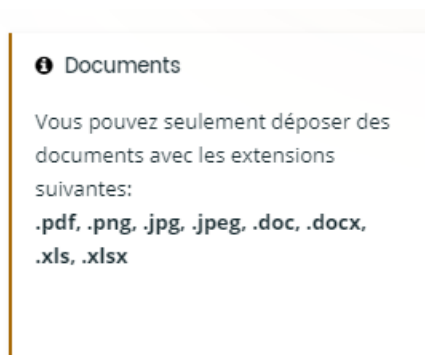 Documents
Vous pouvez seulement déposer des
documents avec les extensions
suivantes:
.pdf, .png, .jpg, .jpeg, .doc, .docx,
.xls, .xlsx